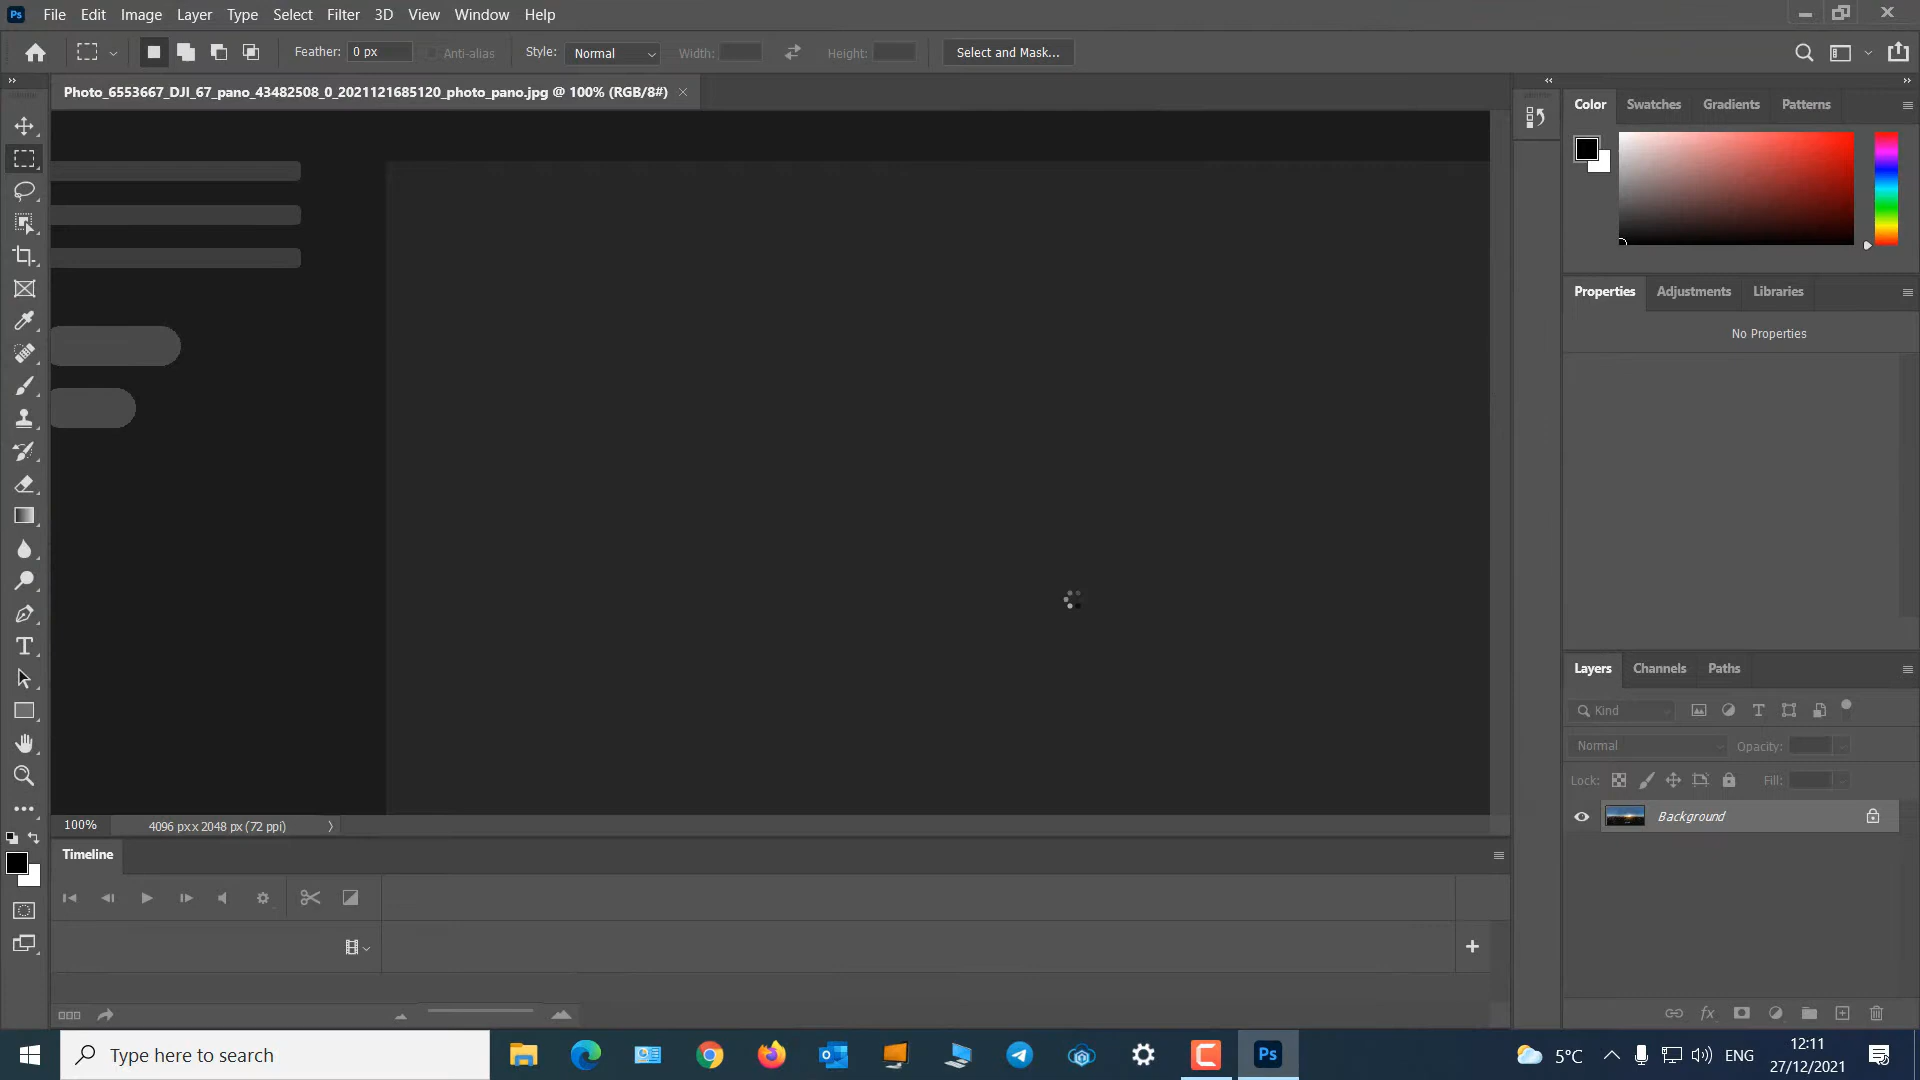 Ps File Edit Image Layer Type Select Filter 3D View Window Help
Feather: 0 px Anti-alias Style: Normal Width: Height: Select and Mask...
Photo_6553667_DJI_67_pano_43482508_0_2021121685120_photo_pano.jpg @ 100% (RGB/8#)
Color Swatches Gradients Patterns
Properties Adjustments Libraries
No Properties
Layers Channels Paths
Kind
Normal Opacity:
Lock: Fill:
Background
100% 4096 px x 2048 px (72 ppi)
Timeline
Type here to search
Ps
5°C
ENG
12:11
27/12/2021